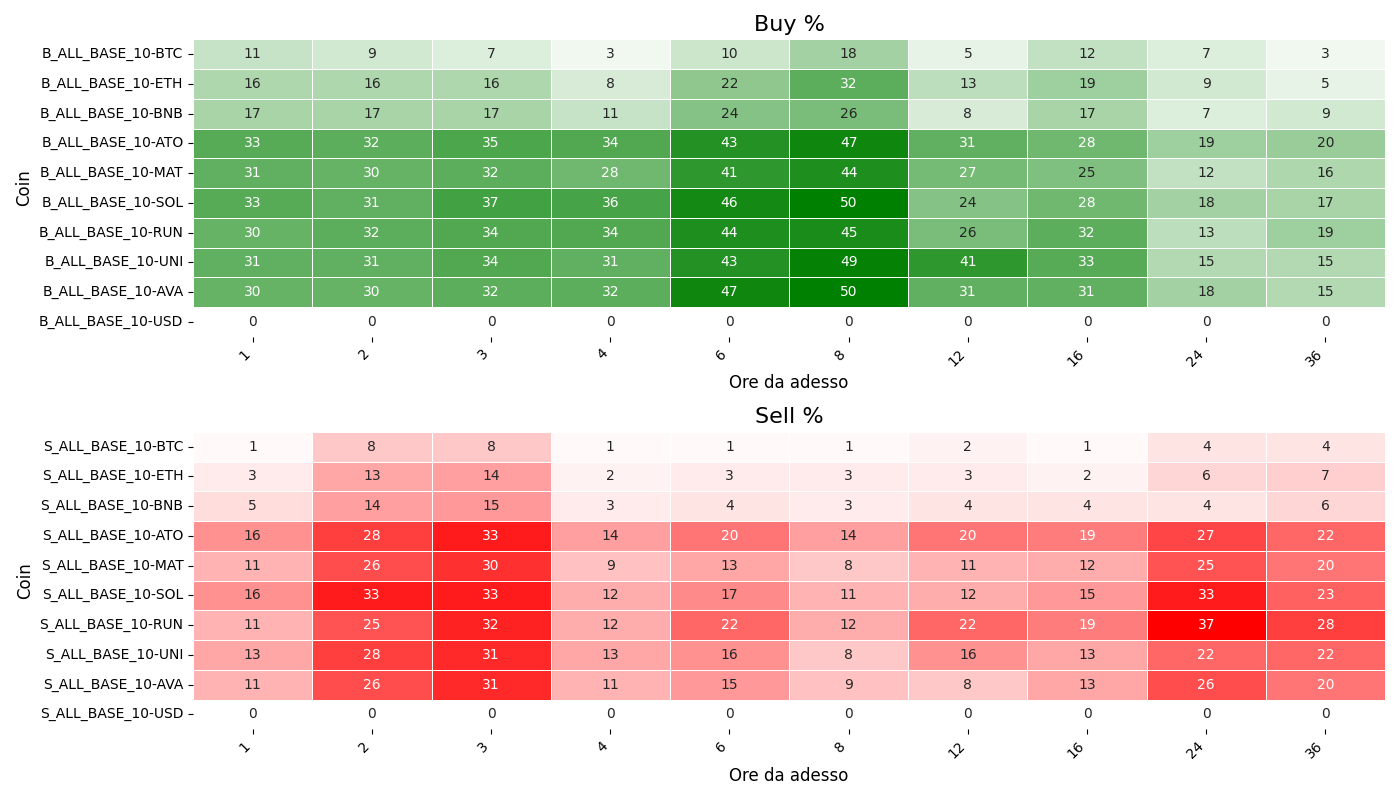 Buy %
Coin
B_ALL_BASE_10-BTC 11 9 7 3 10 18 5 12 7 3
B_ALL_BASE_10-ETH 16 16 16 8 22 32 13 19 9 5
B_ALL_BASE_10-BNB 17 17 17 11 24 26 8 17 7 9
B_ALL_BASE_10-ATO 33 32 35 34 43 47 31 28 19 20
B_ALL_BASE_10-MAT 31 30 32 28 41 44 27 25 12 16
B_ALL_BASE_10-SOL 33 31 37 36 46 50 24 28 18 17
B_ALL_BASE_10-RUN 30 32 34 34 44 45 26 32 13 19
B_ALL_BASE_10-UNI 31 31 34 31 43 49 41 33 15 15
B_ALL_BASE_10-AVA 30 30 32 32 47 50 31 31 18 15
B_ALL_BASE_10-USD 0 0 0 0 0 0 0 0 0 0
1 2 3 4 6 8 12 16 24 36
Ore da adesso
Sell %
Coin
S_ALL_BASE_10-BTC 1 8 8 1 1 1 2 1 4 4
S_ALL_BASE_10-ETH 3 13 14 2 3 3 3 2 6 7
S_ALL_BASE_10-BNB 5 14 15 3 4 3 4 4 4 6
S_ALL_BASE_10-ATO 16 28 33 14 20 14 20 19 27 22
S_ALL_BASE_10-MAT 11 26 30 9 13 8 11 12 25 20
S_ALL_BASE_10-SOL 16 33 33 12 17 11 12 15 33 23
S_ALL_BASE_10-RUN 11 25 32 12 22 12 22 19 37 28
S_ALL_BASE_10-UNI 13 28 31 13 16 8 16 13 22 22
S_ALL_BASE_10-AVA 11 26 31 11 15 9 8 13 26 20
S_ALL_BASE_10-USD 0 0 0 0 0 0 0 0 0 0
1 2 3 4 6 8 12 16 24 36
Ore da adesso